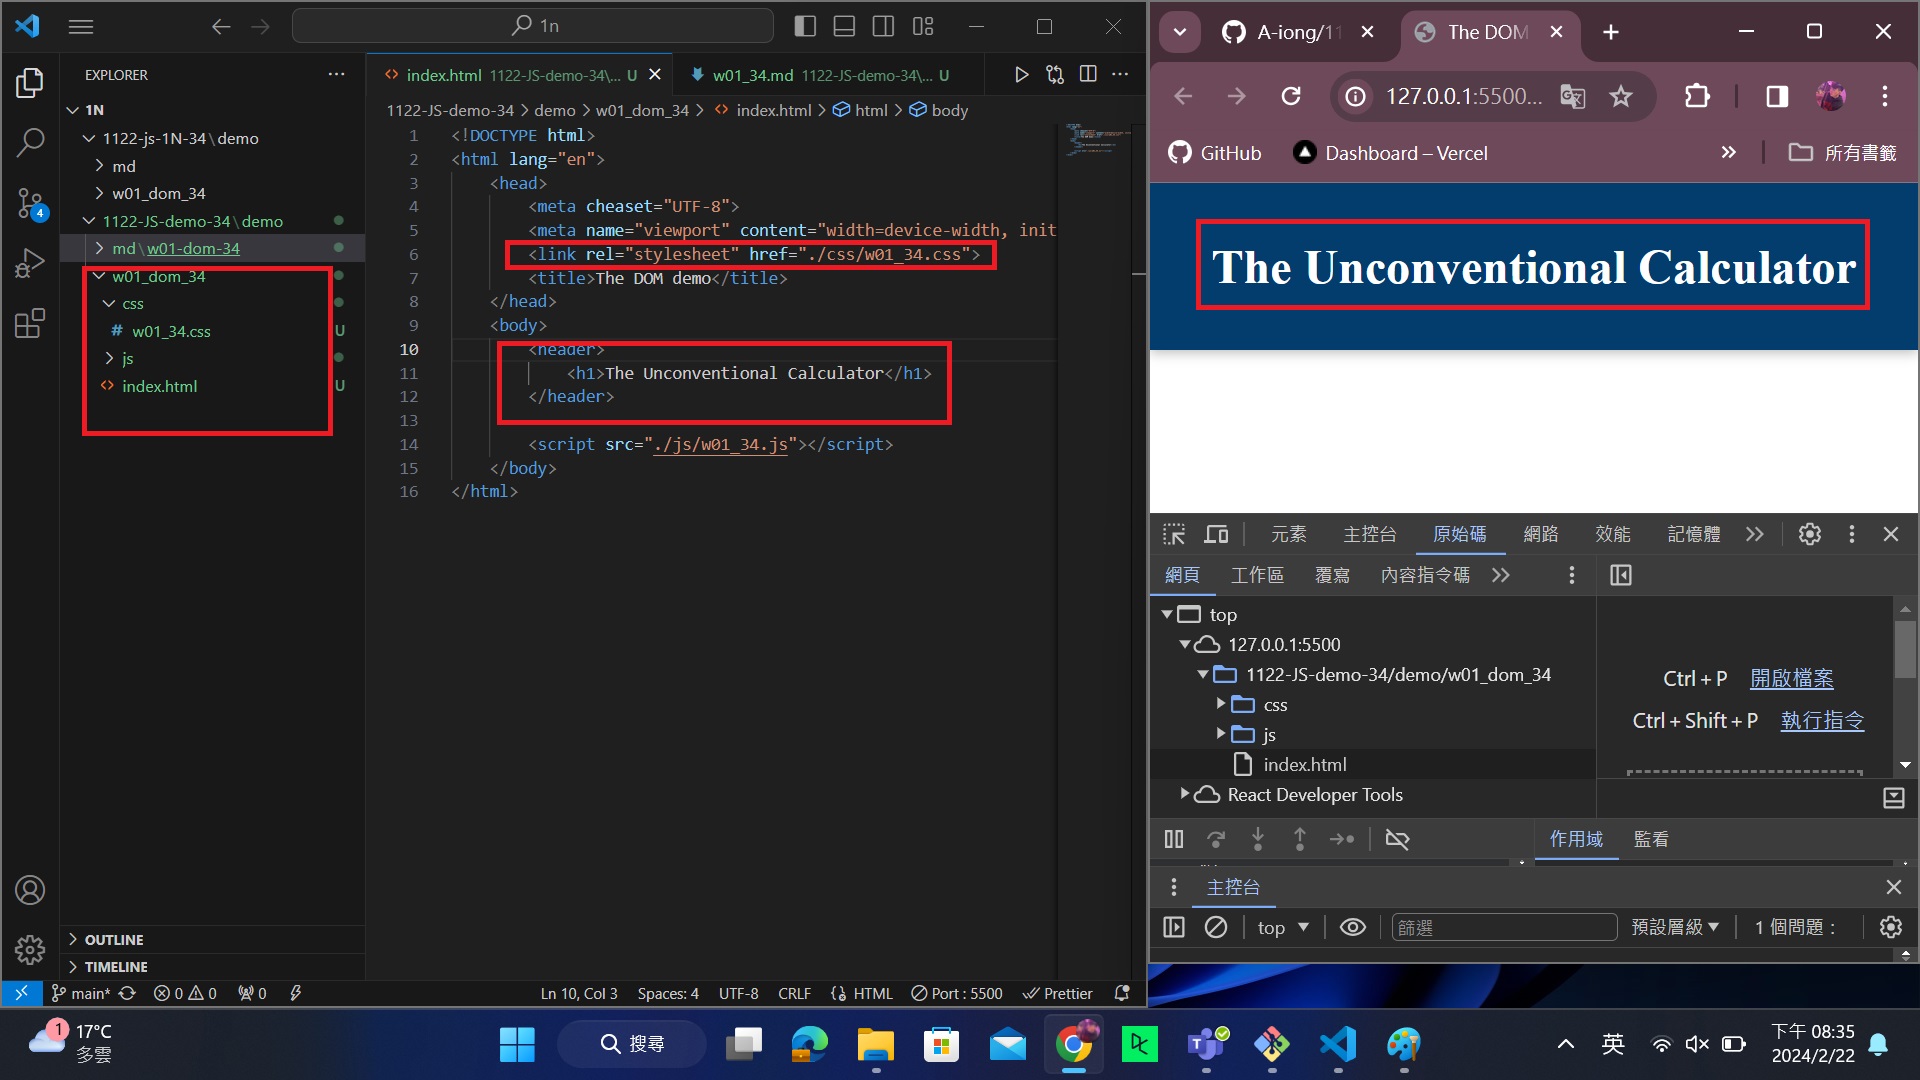 1n
EXPLORER
1N
1122-js-1N-34\demo
md
w01_dom_34
1122-JS-demo-34\demo
md\w01-dom-34
w01_dom_34
css
# w01_34.css U
js
index.html U
OUTLINE
TIMELINE
4
index.html 1122-JS-demo-34\... U
w01_34.md 1122-JS-demo-34\... U
1122-JS-demo-34 > demo > w01_dom_34 > index.html > html > body
1 <!DOCTYPE html>
2 <html lang="en">
3 <head>
4 <meta cheaset="UTF-8">
5 <meta name="viewport" content="width=device-width, init
6 <link rel="stylesheet" href="./css/w01_34.css">
7 <title>The DOM demo</title>
8 </head>
9 <body>
10 <header>
11 <h1>The Unconventional Calculator</h1>
12 </header>
13
14 <script src="./js/w01_34.js"></script>
15 </body>
16 </html>
main* 0 0 0 Ln 10, Col 3 Spaces: 4 UTF-8 CRLF HTML Port : 5500 Prettier
A-iong/11
The DOM
127.0.0.1:5500...
GitHub
Dashboard – Vercel
所有書籤
The Unconventional Calculator
元素 主控台 原始碼 網路 效能 記憶體
網頁 工作區 覆寫 內容指令碼
top
127.0.0.1:5500
1122-JS-demo-34/demo/w01_dom_34
css
js
index.html
React Developer Tools
Ctrl + P 開啟檔案
Ctrl + Shift + P 執行指令
作用域 監看
主控台
top 篩選 預設層級 1 個問題：
1
17°C
多雲
搜尋
英
下午 08:35
2024/2/22